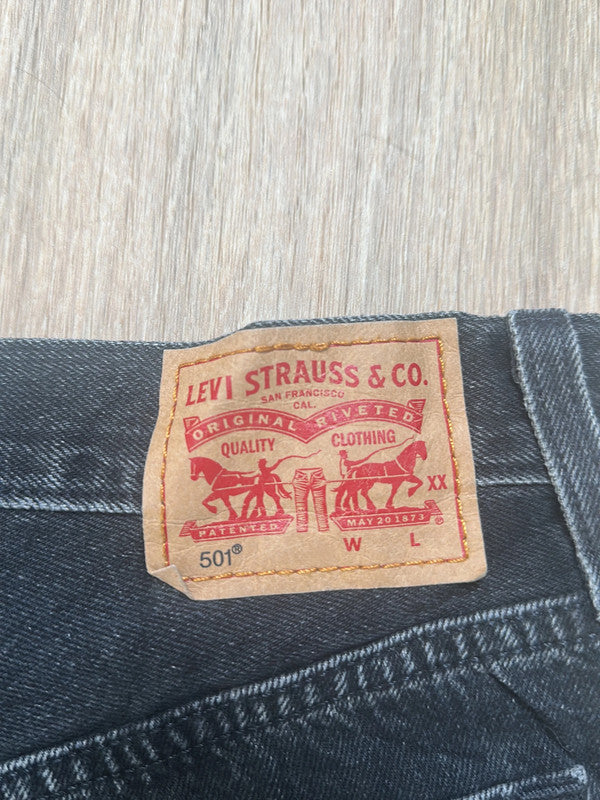 LEVI STRAUSS & CO.
SAN FRANCISCO
CAL.
ORIGINAL RIVETED
QUALITY CLOTHING
XX
PATENTED MAY 20 1873 ®
501® W L